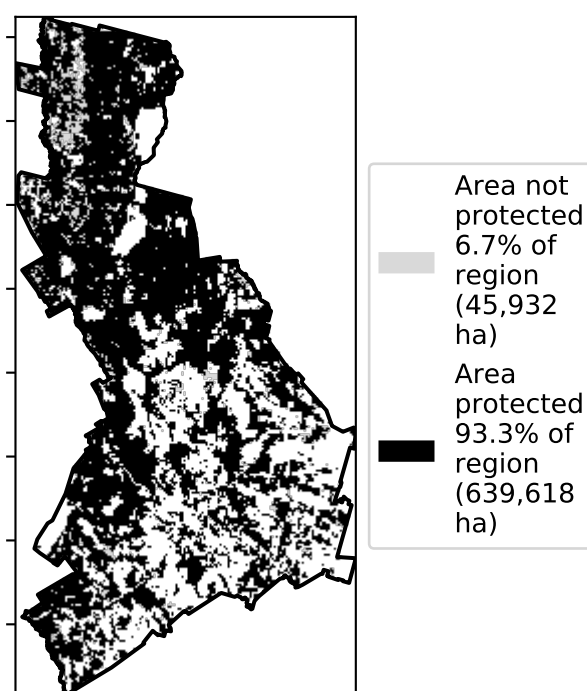 Area not
protected
6.7% of
region
(45,932
ha)
Area
protected
93.3% of
region
(639,618
ha)